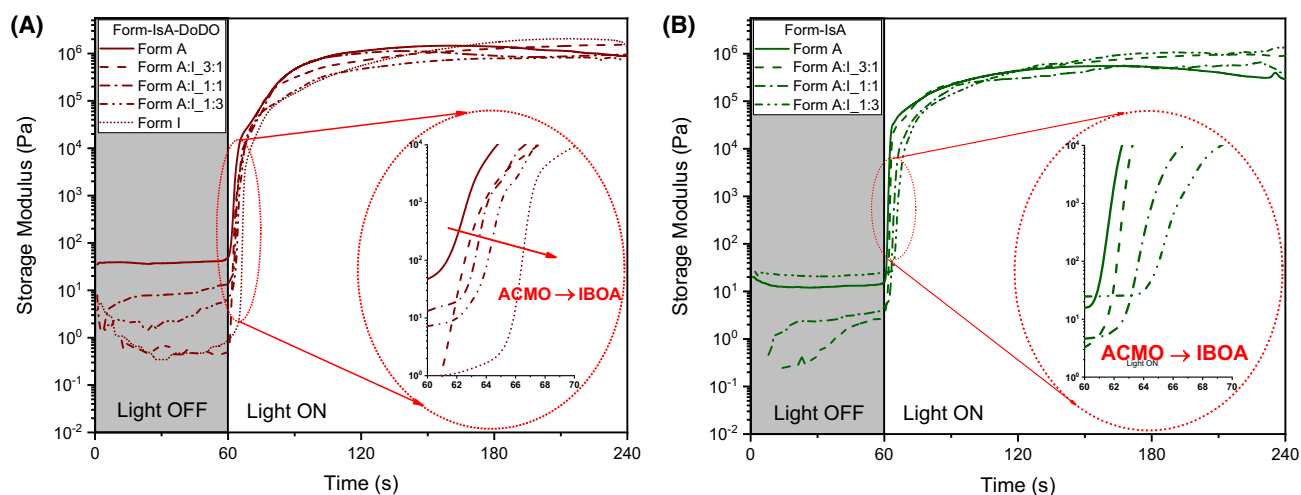 (A)
Form-IsA-DoDO
Form A
Form A:I_3:1
Form A:I_1:1
Form A:I_1:3
Form I
Storage Modulus (Pa)
10^6
10^5
10^4
10^3
10^2
10^1
10^0
10^-1
10^-2
Light OFF
Light ON
0
60
120
180
240
Time (s)
10^4
10^3
10^2
10^1
10^0
60
62
64
66
68
70
ACMO → IBOA
(B)
Form-IsA
Form A
Form A:I_3:1
Form A:I_1:1
Form A:I_1:3
Storage Modulus (Pa)
10^6
10^5
10^4
10^3
10^2
10^1
10^0
10^-1
10^-2
Light OFF
Light ON
0
60
120
180
240
Time (s)
10^4
10^3
10^2
10^1
10^0
60
62
64
66
68
70
ACMO → IBOA
Light ON